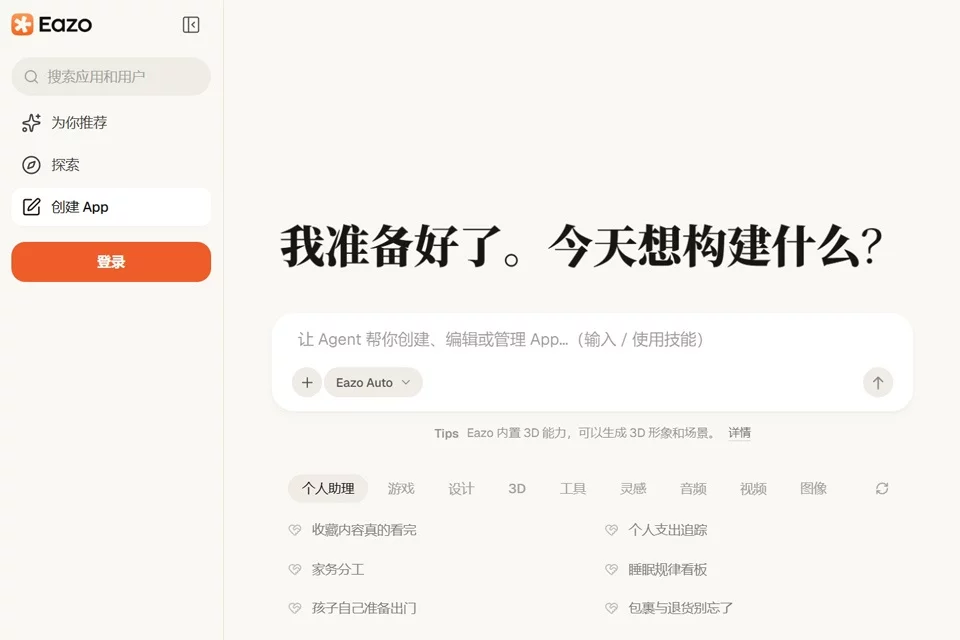 Eazo
搜索应用和用户
为你推荐
探索
创建 App
登录
我准备好了。今天想构建什么？
让 Agent 帮你创建、编辑或管理 App...（输入 / 使用技能）
Eazo Auto
Tips Eazo 内置 3D 能力，可以生成 3D 形象和场景。 详情
个人助理 游戏 设计 3D 工具 灵感 音频 视频 图像
收藏内容真的看完 个人支出追踪
家务分工 睡眠规律看板
孩子自己准备出门 包裹与退货别忘了